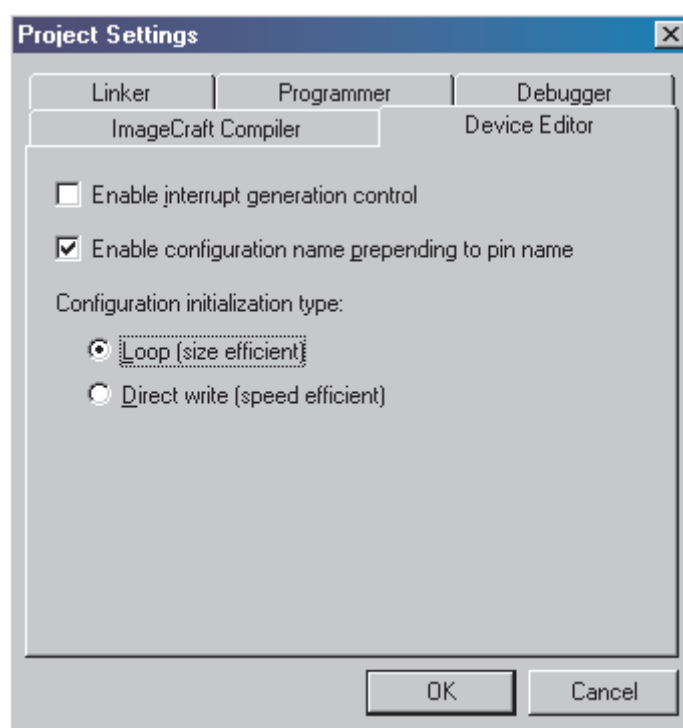 Project Settings
Linker Programmer Debugger
ImageCraft Compiler Device Editor
Enable interrupt generation control
Enable configuration name prepending to pin name
Configuration initialization type:
Loop (size efficient)
Direct write (speed efficient)
OK Cancel